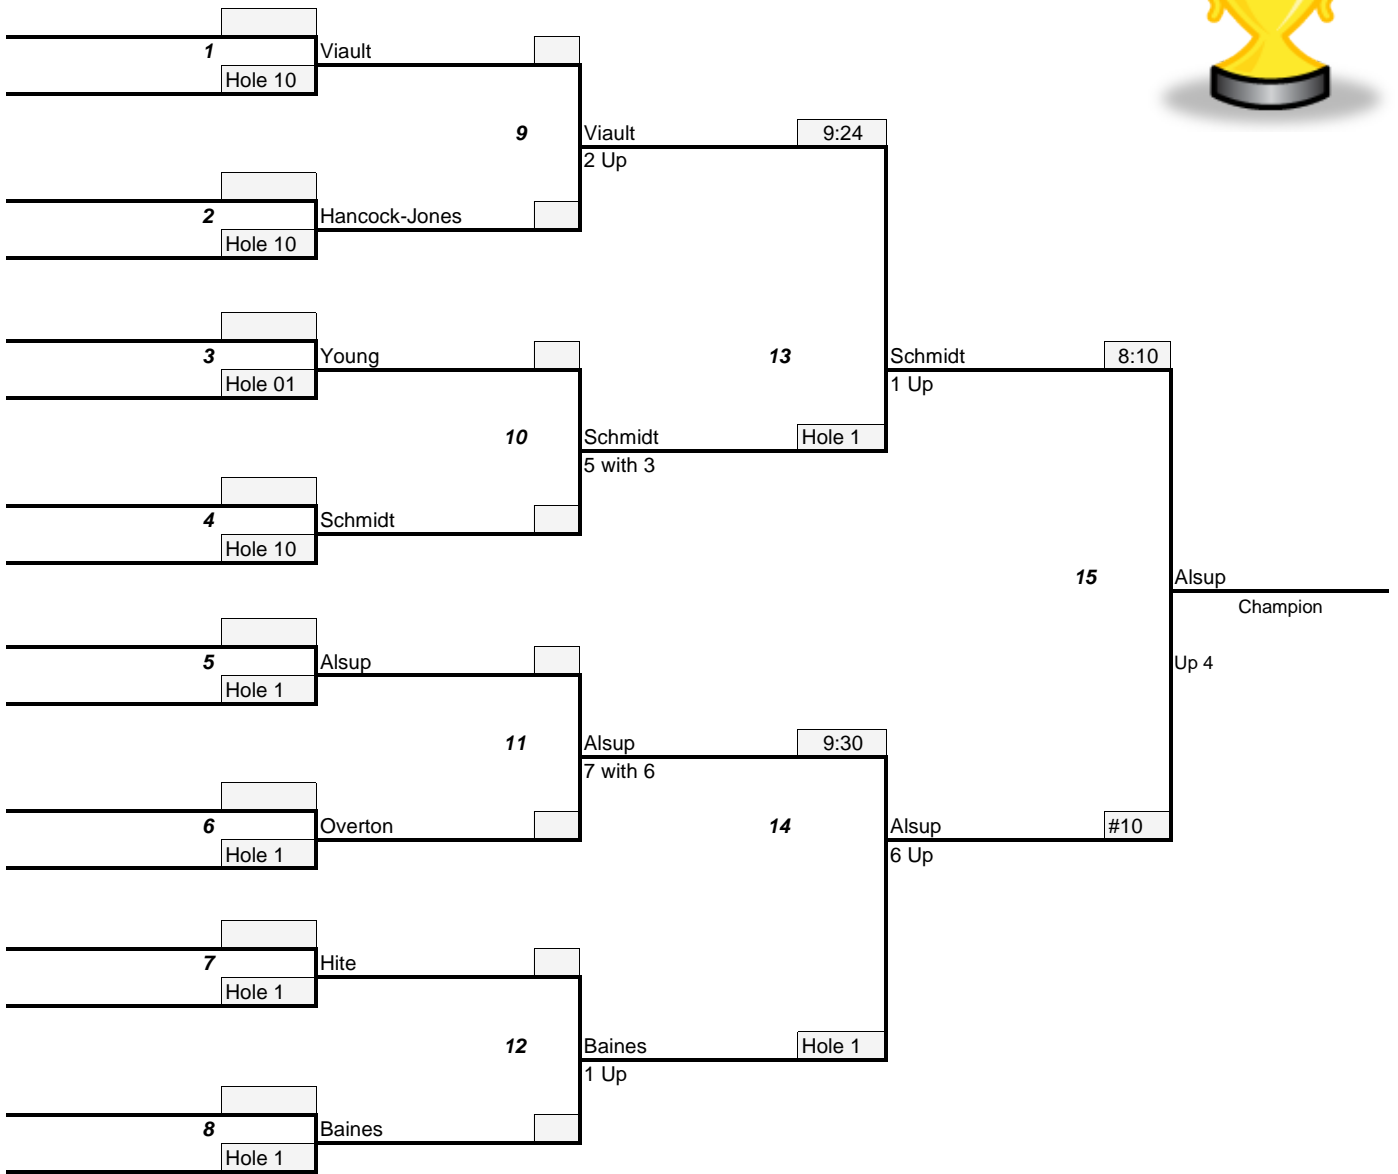 1 Viault
Hole 10
9 Viault 9:24
2 Up
2 Hancock-Jones
Hole 10
3 Young 13 Schmidt 8:10
Hole 01 1 Up
10 Schmidt Hole 1
5 with 3
4 Schmidt
Hole 10
15 Alsup
Champion
5 Alsup Up 4
Hole 1
11 Alsup 9:30
7 with 6
6 Overton 14 Alsup #10
Hole 1 6 Up
7 Hite
Hole 1
12 Baines Hole 1
1 Up
8 Baines
Hole 1